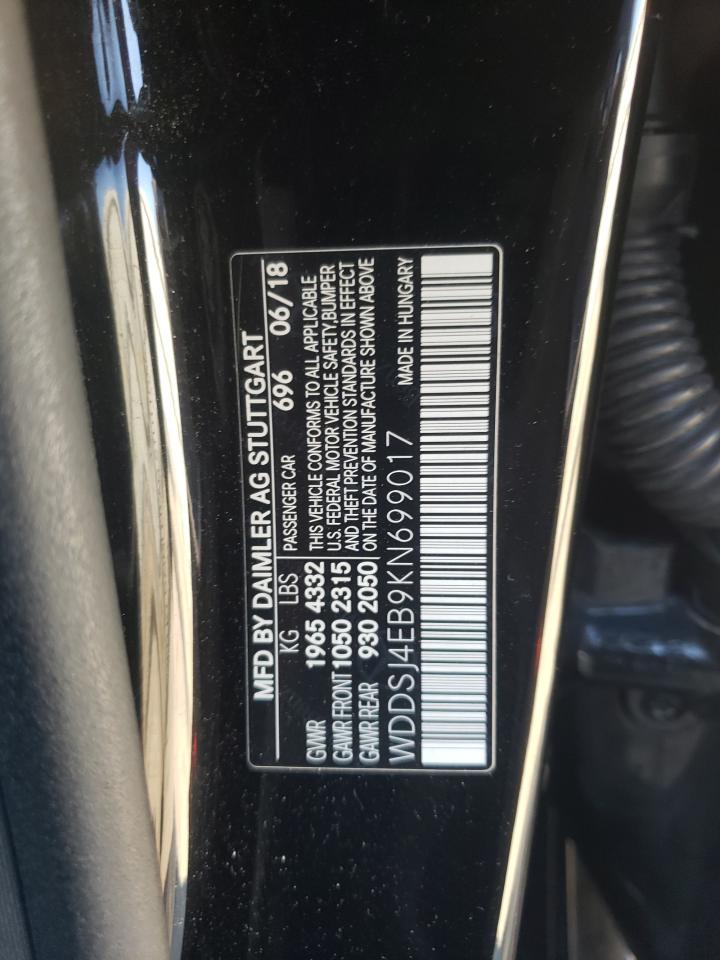 MFD BY DAIMLER AG STUTTGART
KG LBS PASSENGER CAR 696 06/18
GVWR 1965 4332 THIS VEHICLE CONFORMS TO ALL APPLICABLE
GAWR FRONT 1050 2315 U.S. FEDERAL MOTOR VEHICLE SAFETY,BUMPER
AND THEFT PREVENTION STANDARDS IN EFFECT
GAWR REAR 930 2050 ON THE DATE OF MANUFACTURE SHOWN ABOVE
WDDSJ4EB9KN699017 MADE IN HUNGARY